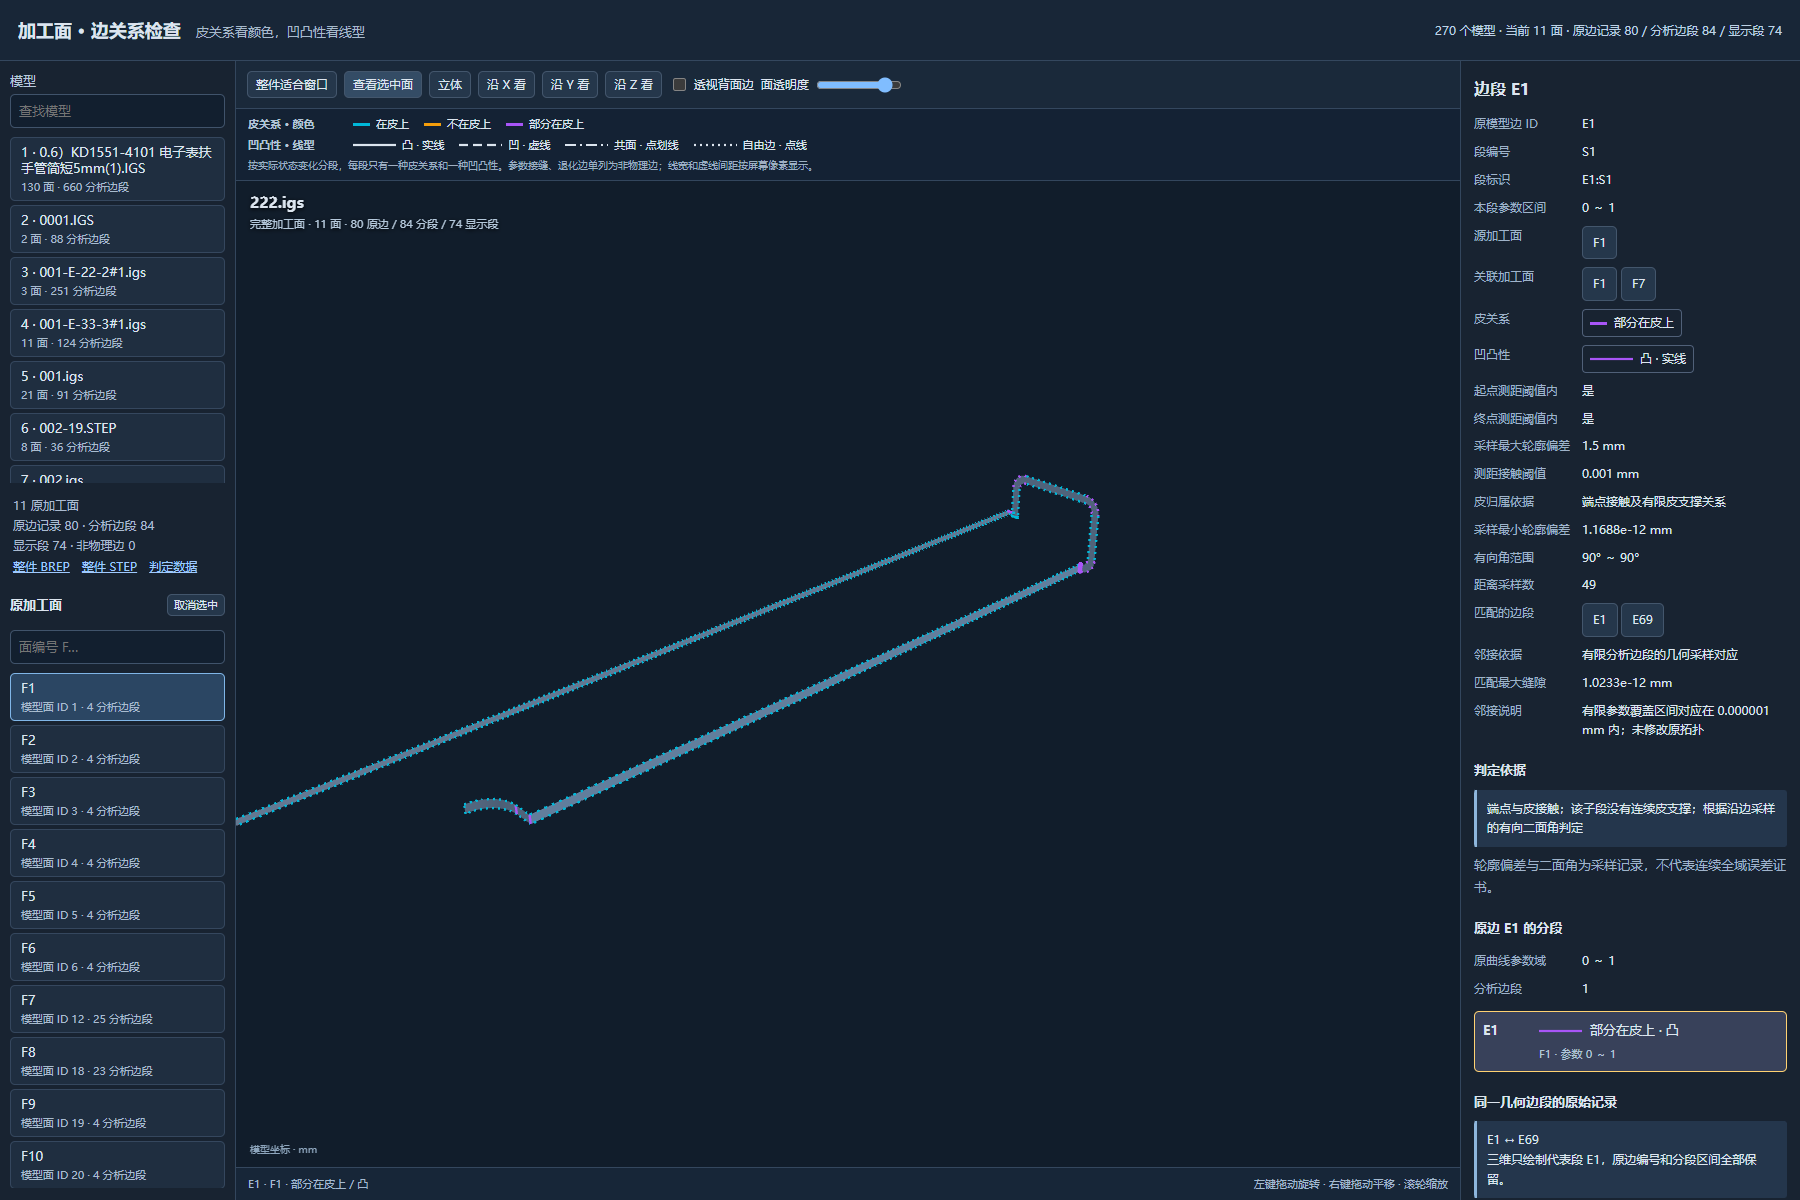 加工面 • 边关系检查
皮关系看颜色，凹凸性看线型
270 个模型 · 当前 11 面 · 原边记录 80 / 分析边段 84 / 显示段 74
模型
查找模型
1 · 0.6）KD1551-4101 电子表扶
手管简短5mm(1).IGS
130 面 · 660 分析边段
2 · 0001.IGS
2 面 · 88 分析边段
3 · 001-E-22-2#1.igs
3 面 · 251 分析边段
4 · 001-E-33-3#1.igs
11 面 · 124 分析边段
5 · 001.igs
21 面 · 91 分析边段
6 · 002-19.STEP
8 面 · 36 分析边段
7 · 002.igs
11 原加工面
原边记录 80 · 分析边段 84
显示段 74 · 非物理边 0
整件 BREP
整件 STEP
判定数据
原加工面
取消选中
面编号 F...
F1
模型面 ID 1 · 4 分析边段
F2
模型面 ID 2 · 4 分析边段
F3
模型面 ID 3 · 4 分析边段
F4
模型面 ID 4 · 4 分析边段
F5
模型面 ID 5 · 4 分析边段
F6
模型面 ID 6 · 4 分析边段
F7
模型面 ID 12 · 25 分析边段
F8
模型面 ID 18 · 23 分析边段
F9
模型面 ID 19 · 4 分析边段
F10
模型面 ID 20 · 4 分析边段
整件适合窗口
查看选中面
立体
沿 X 看
沿 Y 看
沿 Z 看
透视背面边
面透明度
皮关系 • 颜色
在皮上
不在皮上
部分在皮上
凹凸性 • 线型
凸 · 实线
凹 · 虚线
共面 · 点划线
自由边 · 点线
按实际状态变化分段，每段只有一种皮关系和一种凹凸性。参数接缝、退化边单列为非物理边；线宽和虚线间距按屏幕像素显示。
222.igs
完整加工面 · 11 面 · 80 原边 / 84 分段 / 74 显示段
模型坐标 · mm
E1 · F1 · 部分在皮上 / 凸
左键拖动旋转 · 右键拖动平移 · 滚轮缩放
边段 E1
原模型边 ID
E1
段编号
S1
段标识
E1:S1
本段参数区间
0 ～ 1
源加工面
F1
关联加工面
F1
F7
皮关系
部分在皮上
凹凸性
凸 · 实线
起点测距阈值内
是
终点测距阈值内
是
采样最大轮廓偏差
1.5 mm
测距接触阈值
0.001 mm
皮归属依据
端点接触及有限皮支撑关系
采样最小轮廓偏差
1.1688e-12 mm
有向角范围
90° ～ 90°
距离采样数
49
匹配的边段
E1
E69
邻接依据
有限分析边段的几何采样对应
匹配最大缝隙
1.0233e-12 mm
邻接说明
有限参数覆盖区间对应在 0.000001
mm 内；未修改原拓扑
判定依据
端点与皮接触；该子段没有连续皮支撑；根据沿边采样
的有向二面角判定
轮廓偏差与二面角为采样记录，不代表连续全域误差证
书。
原边 E1 的分段
原曲线参数域
0 ～ 1
分析边段
1
E1
部分在皮上 · 凸
F1 · 参数 0 ～ 1
同一几何边段的原始记录
E1 ↔ E69
三维只绘制代表段 E1，原边编号和分段区间全部保
留。